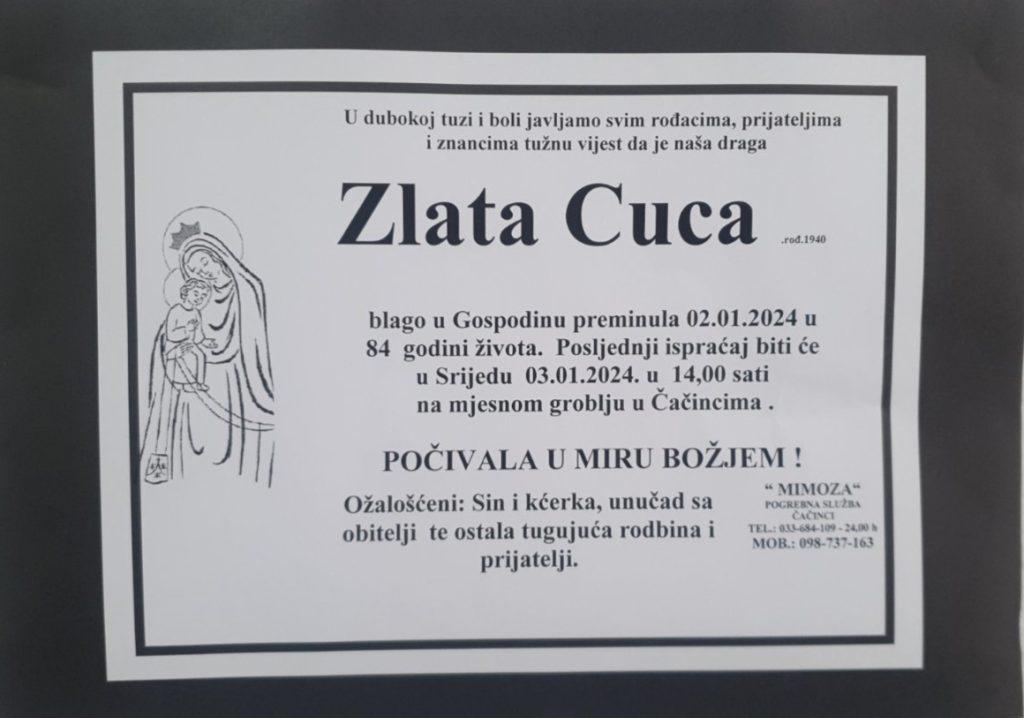 U dubokoj tuzi i boli javljamo svim rođacima, prijateljima
i znancima tužnu vijest da je naša draga
Zlata Cuca .rođ.1940
blago u Gospodinu preminula 02.01.2024 u
84 godini života. Posljednji ispraćaj biti će
u Srijedu 03.01.2024. u 14,00 sati
na mjesnom groblju u Čačincima .
POČIVALA U MIRU BOŽJEM !
Ožalošćeni: Sin i kćerka, unučad sa
obitelji te ostala tugujuća rodbina i
prijatelji.
“ MIMOZA“
POGREBNA SLUŽBA
ČAČINCI
TEL.: 033-684-109 - 24,00 h
MOB.: 098-737-163